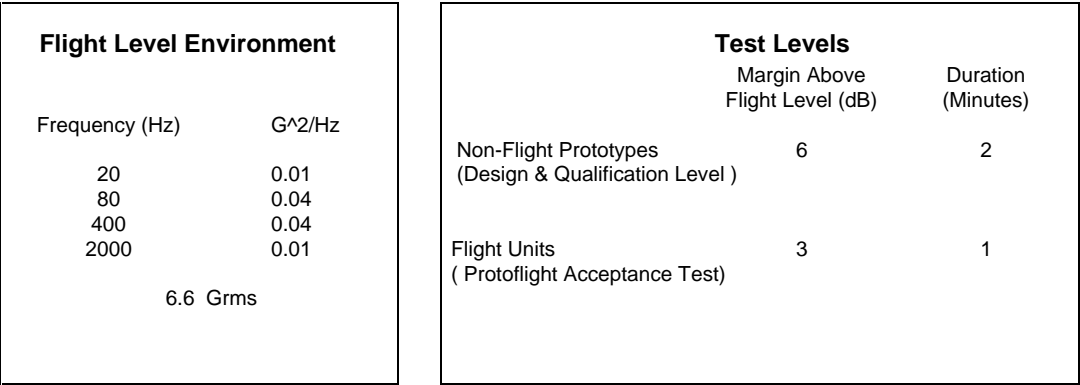 Flight Level Environment
Frequency (Hz) G^2/Hz
20 0.01
80 0.04
400 0.04
2000 0.01
6.6 Grms
Test Levels
Margin Above Duration
Flight Level (dB) (Minutes)
Non-Flight Prototypes 6 2
(Design & Qualification Level )
Flight Units 3 1
( Protoflight Acceptance Test)